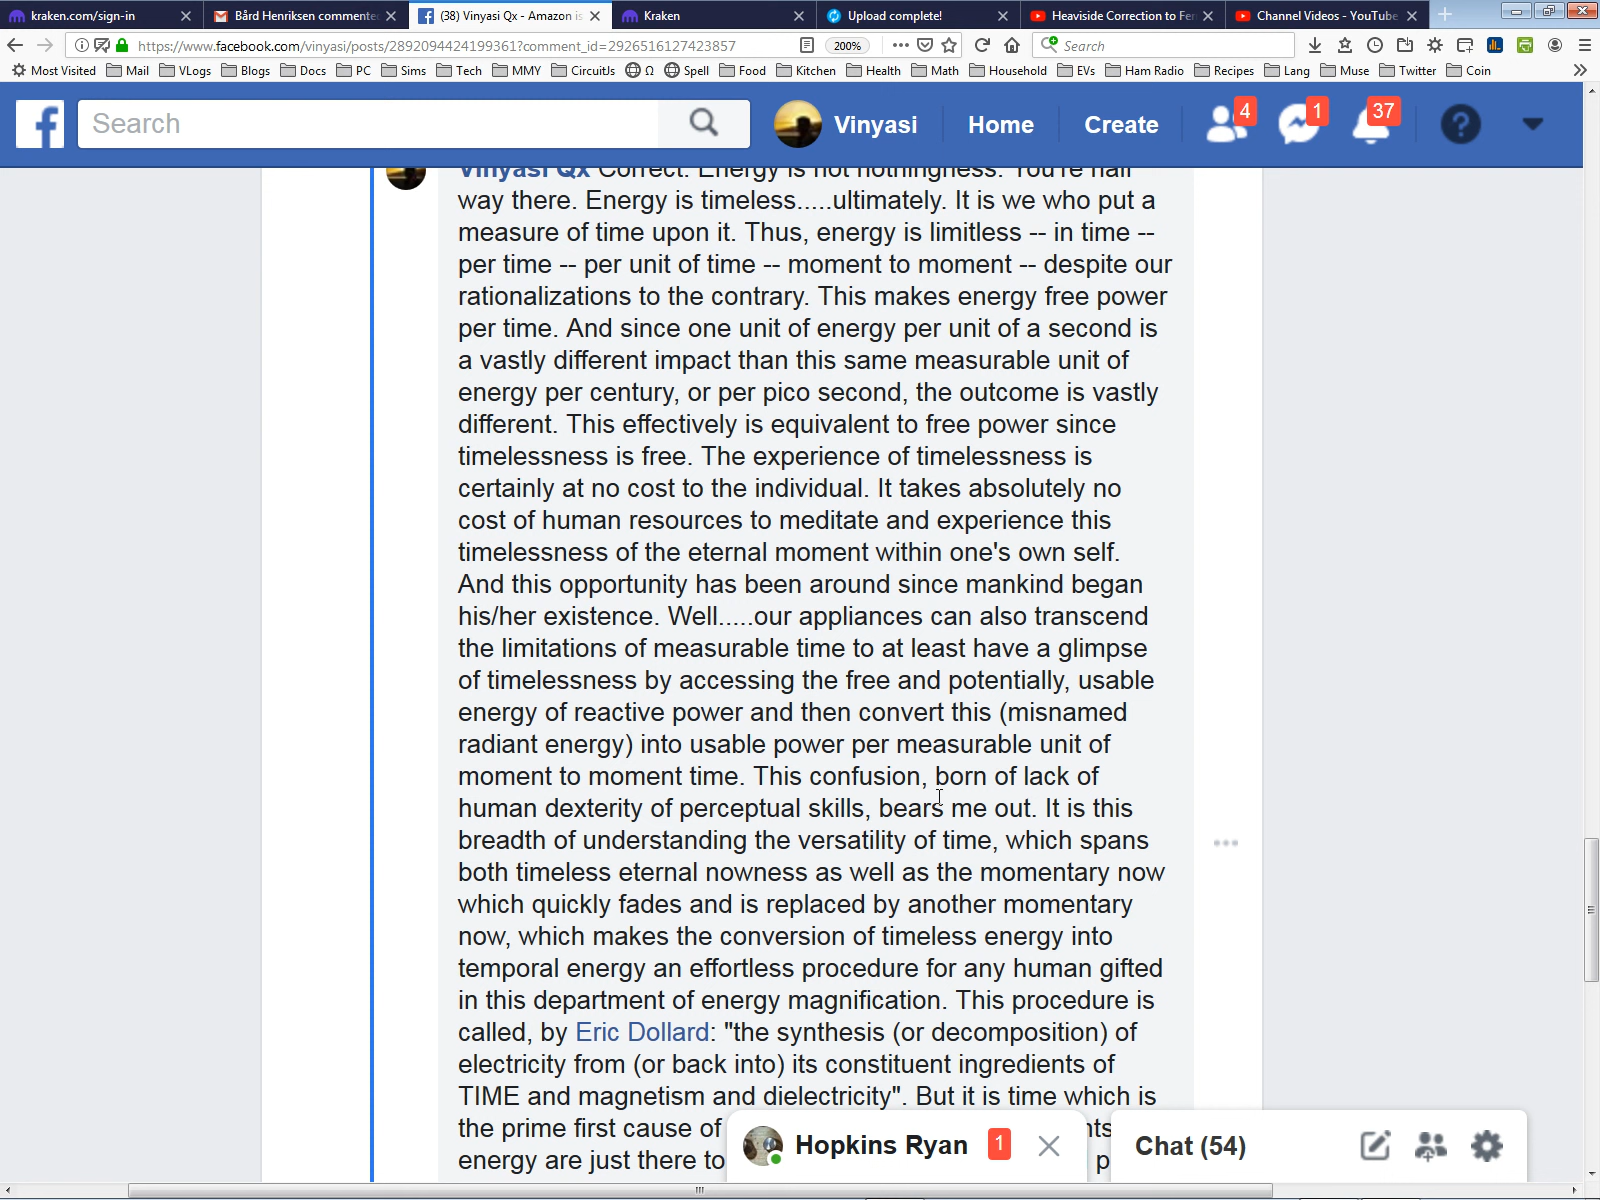 kraken.com/sign-in
Bård Henriksen commente
(38) Vinyasi Qx - Amazon is
Kraken
Upload complete!
Heaviside Correction to Fer
Channel Videos - YouTube
https://www.facebook.com/vinyasi/posts/2892094424199361?comment_id=2926516127423857
200%
Search
Most Visited Mail VLogs Blogs Docs PC Sims Tech MMY CircuitJs Ω Spell Food Kitchen Health Math Household EVs Ham Radio Recipes Lang Muse Twitter Coin
Search
Vinyasi
Home
Create
4
1
37
Vinyasi Qx Correct. Energy is not nothingness. You're half
way there. Energy is timeless.....ultimately. It is we who put a
measure of time upon it. Thus, energy is limitless -- in time --
per time -- per unit of time -- moment to moment -- despite our
rationalizations to the contrary. This makes energy free power
per time. And since one unit of energy per unit of a second is
a vastly different impact than this same measurable unit of
energy per century, or per pico second, the outcome is vastly
different. This effectively is equivalent to free power since
timelessness is free. The experience of timelessness is
certainly at no cost to the individual. It takes absolutely no
cost of human resources to meditate and experience this
timelessness of the eternal moment within one's own self.
And this opportunity has been around since mankind began
his/her existence. Well.....our appliances can also transcend
the limitations of measurable time to at least have a glimpse
of timelessness by accessing the free and potentially, usable
energy of reactive power and then convert this (misnamed
radiant energy) into usable power per measurable unit of
moment to moment time. This confusion, born of lack of
human dexterity of perceptual skills, bears me out. It is this
breadth of understanding the versatility of time, which spans
both timeless eternal nowness as well as the momentary now
which quickly fades and is replaced by another momentary
now, which makes the conversion of timeless energy into
temporal energy an effortless procedure for any human gifted
in this department of energy magnification. This procedure is
called, by Eric Dollard: "the synthesis (or decomposition) of
electricity from (or back into) its constituent ingredients of
TIME and magnetism and dielectricity". But it is time which is
the prime first cause of
energy are just there to
Hopkins Ryan
1
Chat (54)